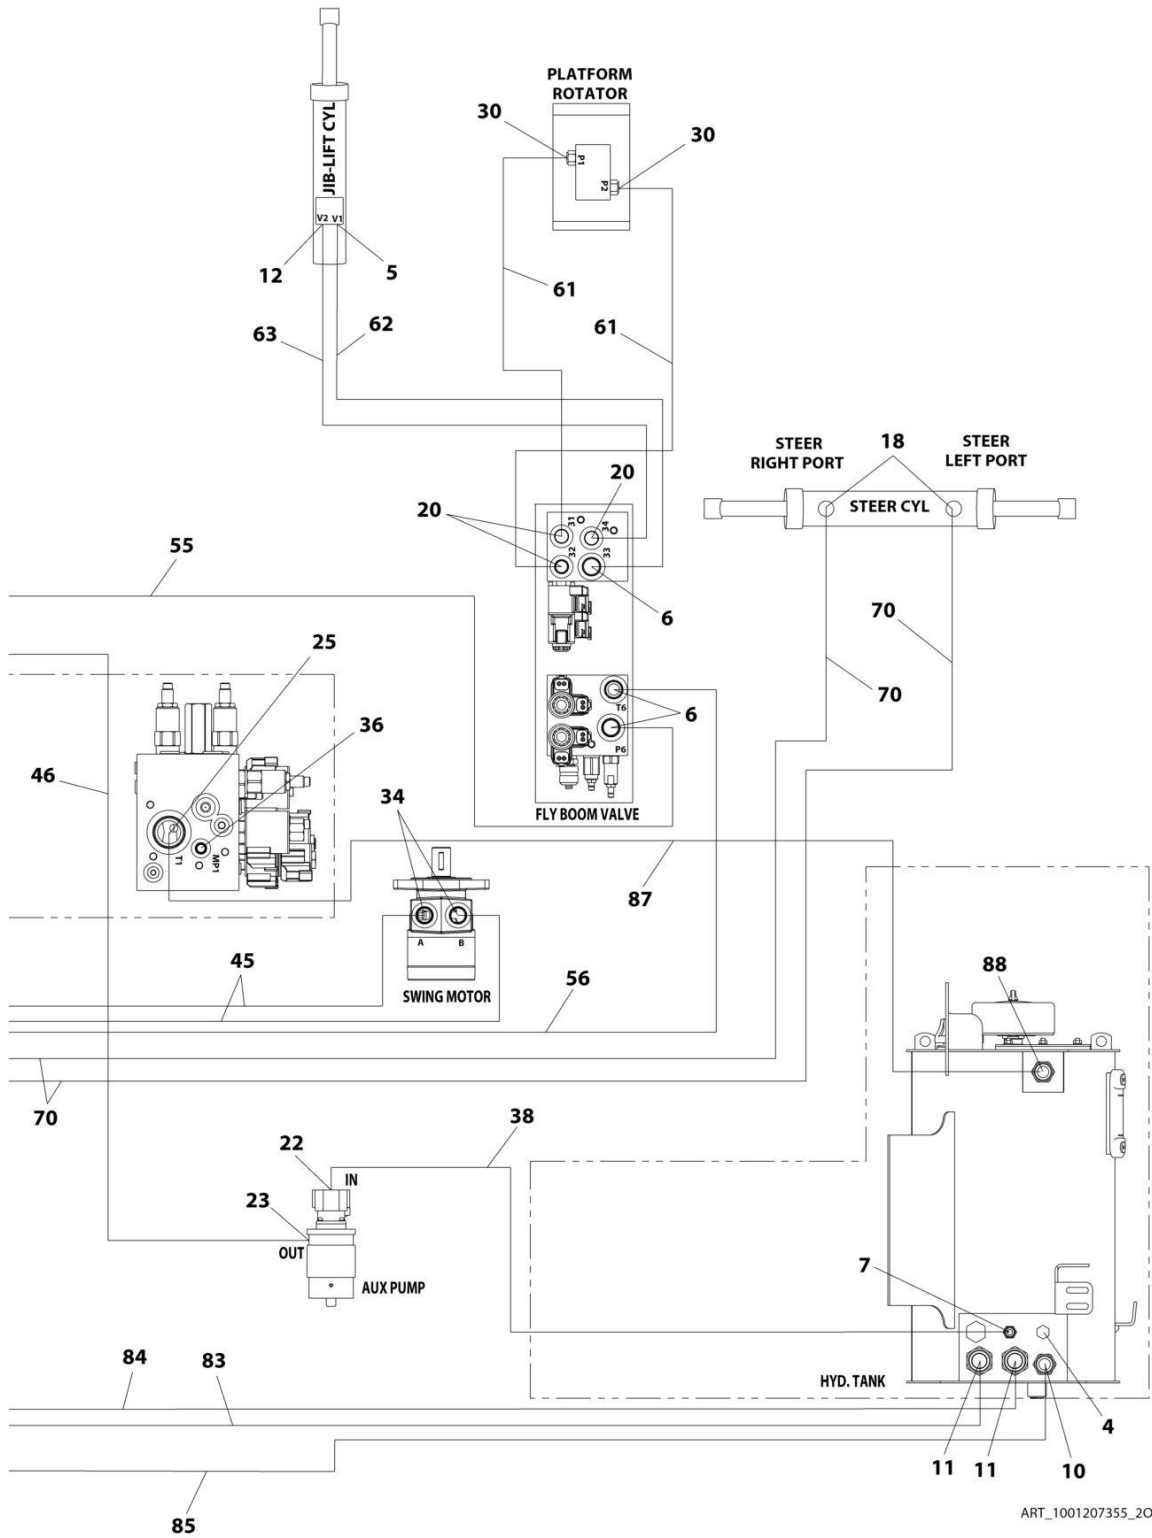 PLATFORM
ROTATOR
30
30
P1
P2
JIB-LIFT CYL
V2 V1
12
5
61
61
63
62
STEER
RIGHT PORT
18
STEER
LEFT PORT
STEER CYL
20
20
31
34
32
33
55
6
70
70
25
36
T6
6
P6
46
34
FLY BOOM VALVE
T1
MP1
87
A
B
45
SWING MOTOR
56
88
70
38
22
IN
23
OUT
AUX PUMP
7
84
83
HYD. TANK
4
11
11
10
85
ART_1001207355_2O